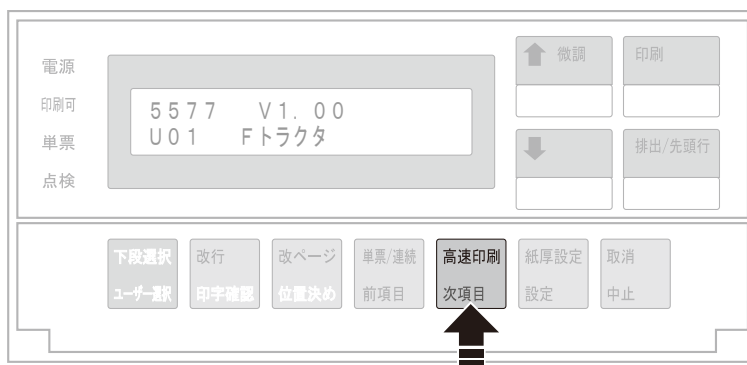 電源
印刷可
単票
点検
5577 V1.00
U01 Fトラクタ
微調
印刷
排出/先頭行
下段選択
ユーザー選択
改行
印字確認
改ページ
位置決め
単票/連続
前項目
高速印刷
次項目
紙厚設定
設定
取消
中止